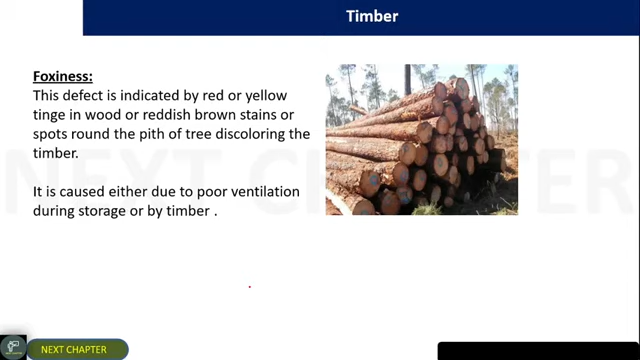 Timber
Foxiness:
This defect is indicated by red or yellow
tinge in wood or reddish brown stains or
spots round the pith of tree discoloring the
timber.
It is caused either due to poor ventilation
during storage or by timber .
NEXT CHAPTER
NEXT CHAPTER